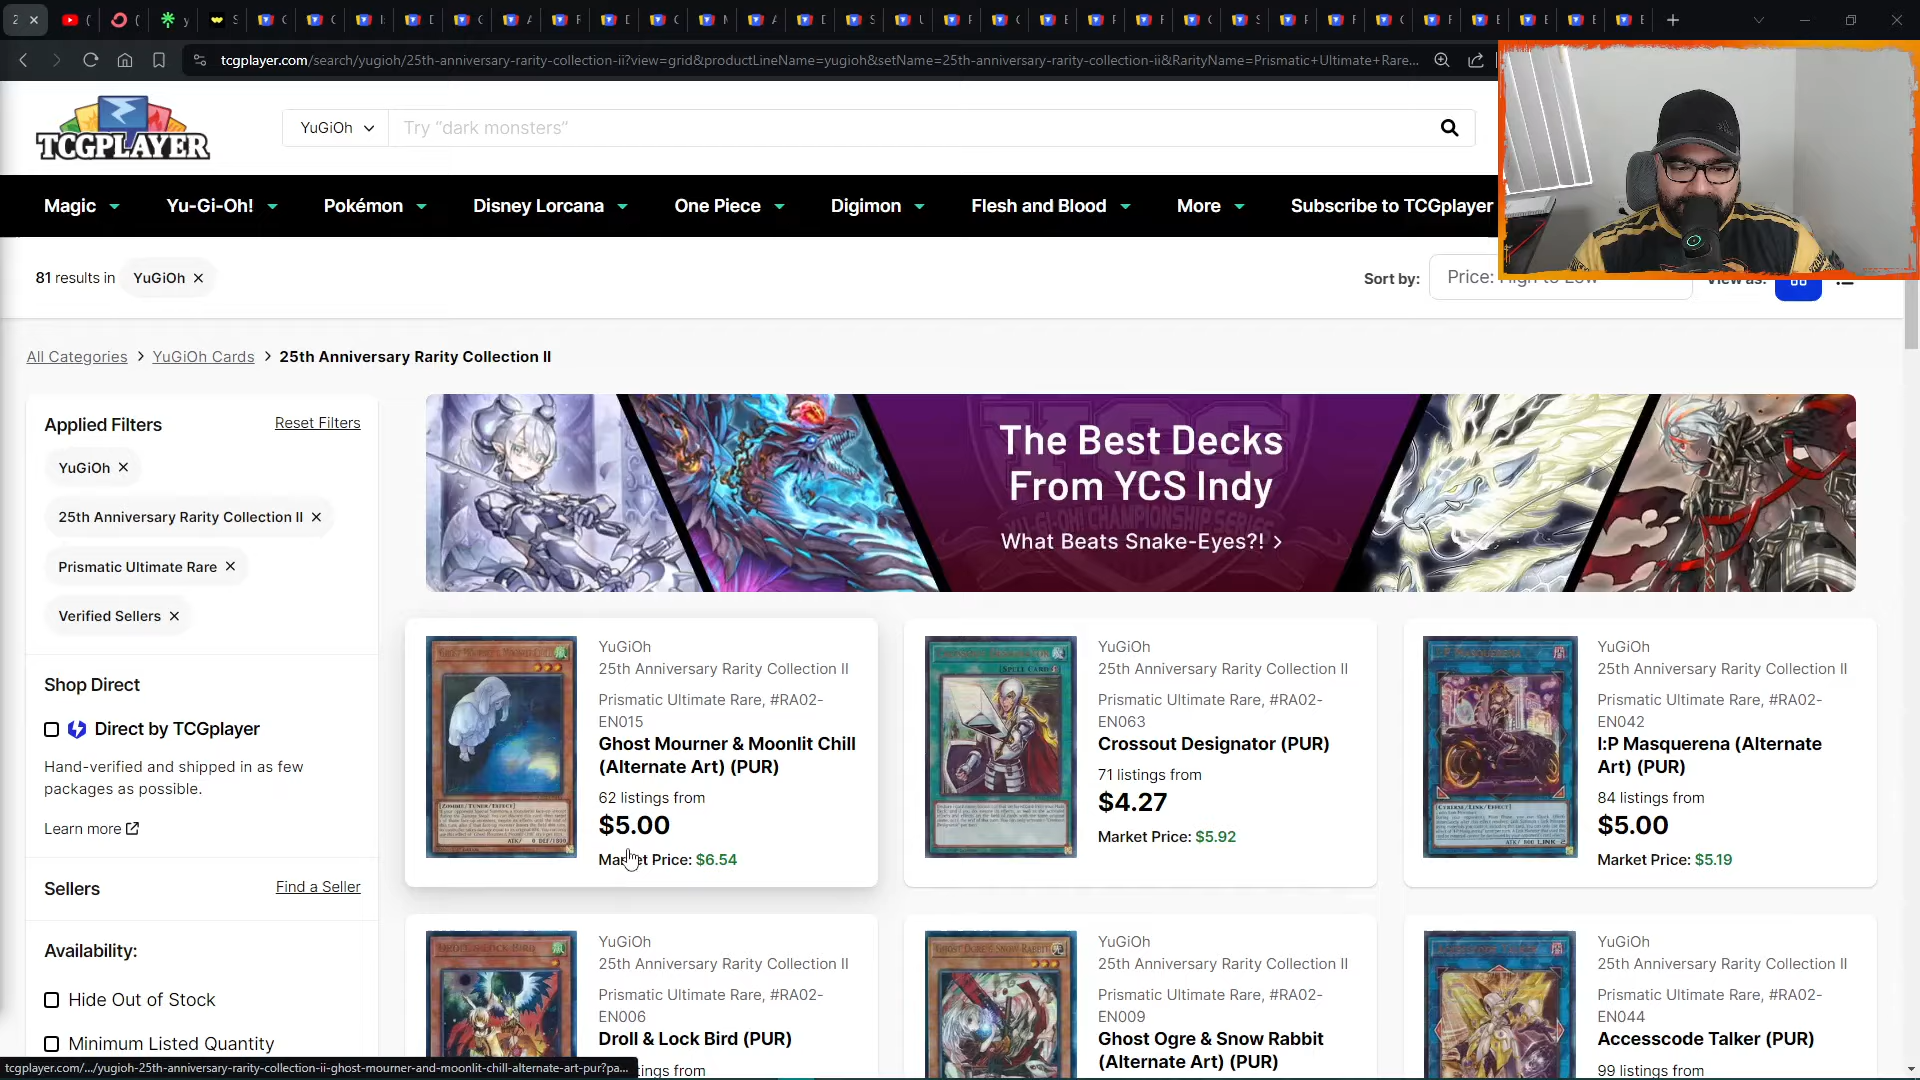 tcgplayer.com/search/yugioh/25th-anniversary-rarity-collection-ii?view=grid&productLineName=yugioh&setName=25th-anniversary-rarity-collection-ii&RarityName=Prismatic+Ultimate+Rare...
TCGPLAYER
YuGiOh
Try “dark monsters”
Magic
Yu-Gi-Oh!
Pokémon
Disney Lorcana
One Piece
Digimon
Flesh and Blood
More
Subscribe to TCGplayer
81 results in
YuGiOh
Sort by:
Price: High to Low
View as:
All Categories > YuGiOh Cards > 25th Anniversary Rarity Collection II
Applied Filters
Reset Filters
YuGiOh
25th Anniversary Rarity Collection II
Prismatic Ultimate Rare
Verified Sellers
Shop Direct
Direct by TCGplayer
Hand-verified and shipped in as few
packages as possible.
Learn more
Sellers
Find a Seller
Availability:
Hide Out of Stock
Minimum Listed Quantity
The Best Decks
From YCS Indy
What Beats Snake-Eyes?! >
YuGiOh
25th Anniversary Rarity Collection II
Prismatic Ultimate Rare, #RA02-
EN015
Ghost Mourner & Moonlit Chill
(Alternate Art) (PUR)
62 listings from
$5.00
Market Price: $6.54
YuGiOh
25th Anniversary Rarity Collection II
Prismatic Ultimate Rare, #RA02-
EN063
Crossout Designator (PUR)
71 listings from
$4.27
Market Price: $5.92
YuGiOh
25th Anniversary Rarity Collection II
Prismatic Ultimate Rare, #RA02-
EN042
I:P Masquerena (Alternate
Art) (PUR)
84 listings from
$5.00
Market Price: $5.19
YuGiOh
25th Anniversary Rarity Collection II
Prismatic Ultimate Rare, #RA02-
EN006
Droll & Lock Bird (PUR)
YuGiOh
25th Anniversary Rarity Collection II
Prismatic Ultimate Rare, #RA02-
EN009
Ghost Ogre & Snow Rabbit
(Alternate Art) (PUR)
YuGiOh
25th Anniversary Rarity Collection II
Prismatic Ultimate Rare, #RA02-
EN044
Accesscode Talker (PUR)
99 listings from
tcgplayer.com/.../yugioh-25th-anniversary-rarity-collection-ii-ghost-mourner-and-moonlit-chill-alternate-art-pur?pa...